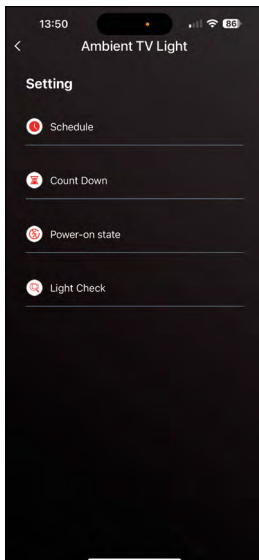 13:50
86
Ambient TV Light
Setting
Schedule
Count Down
Power-on state
Light Check